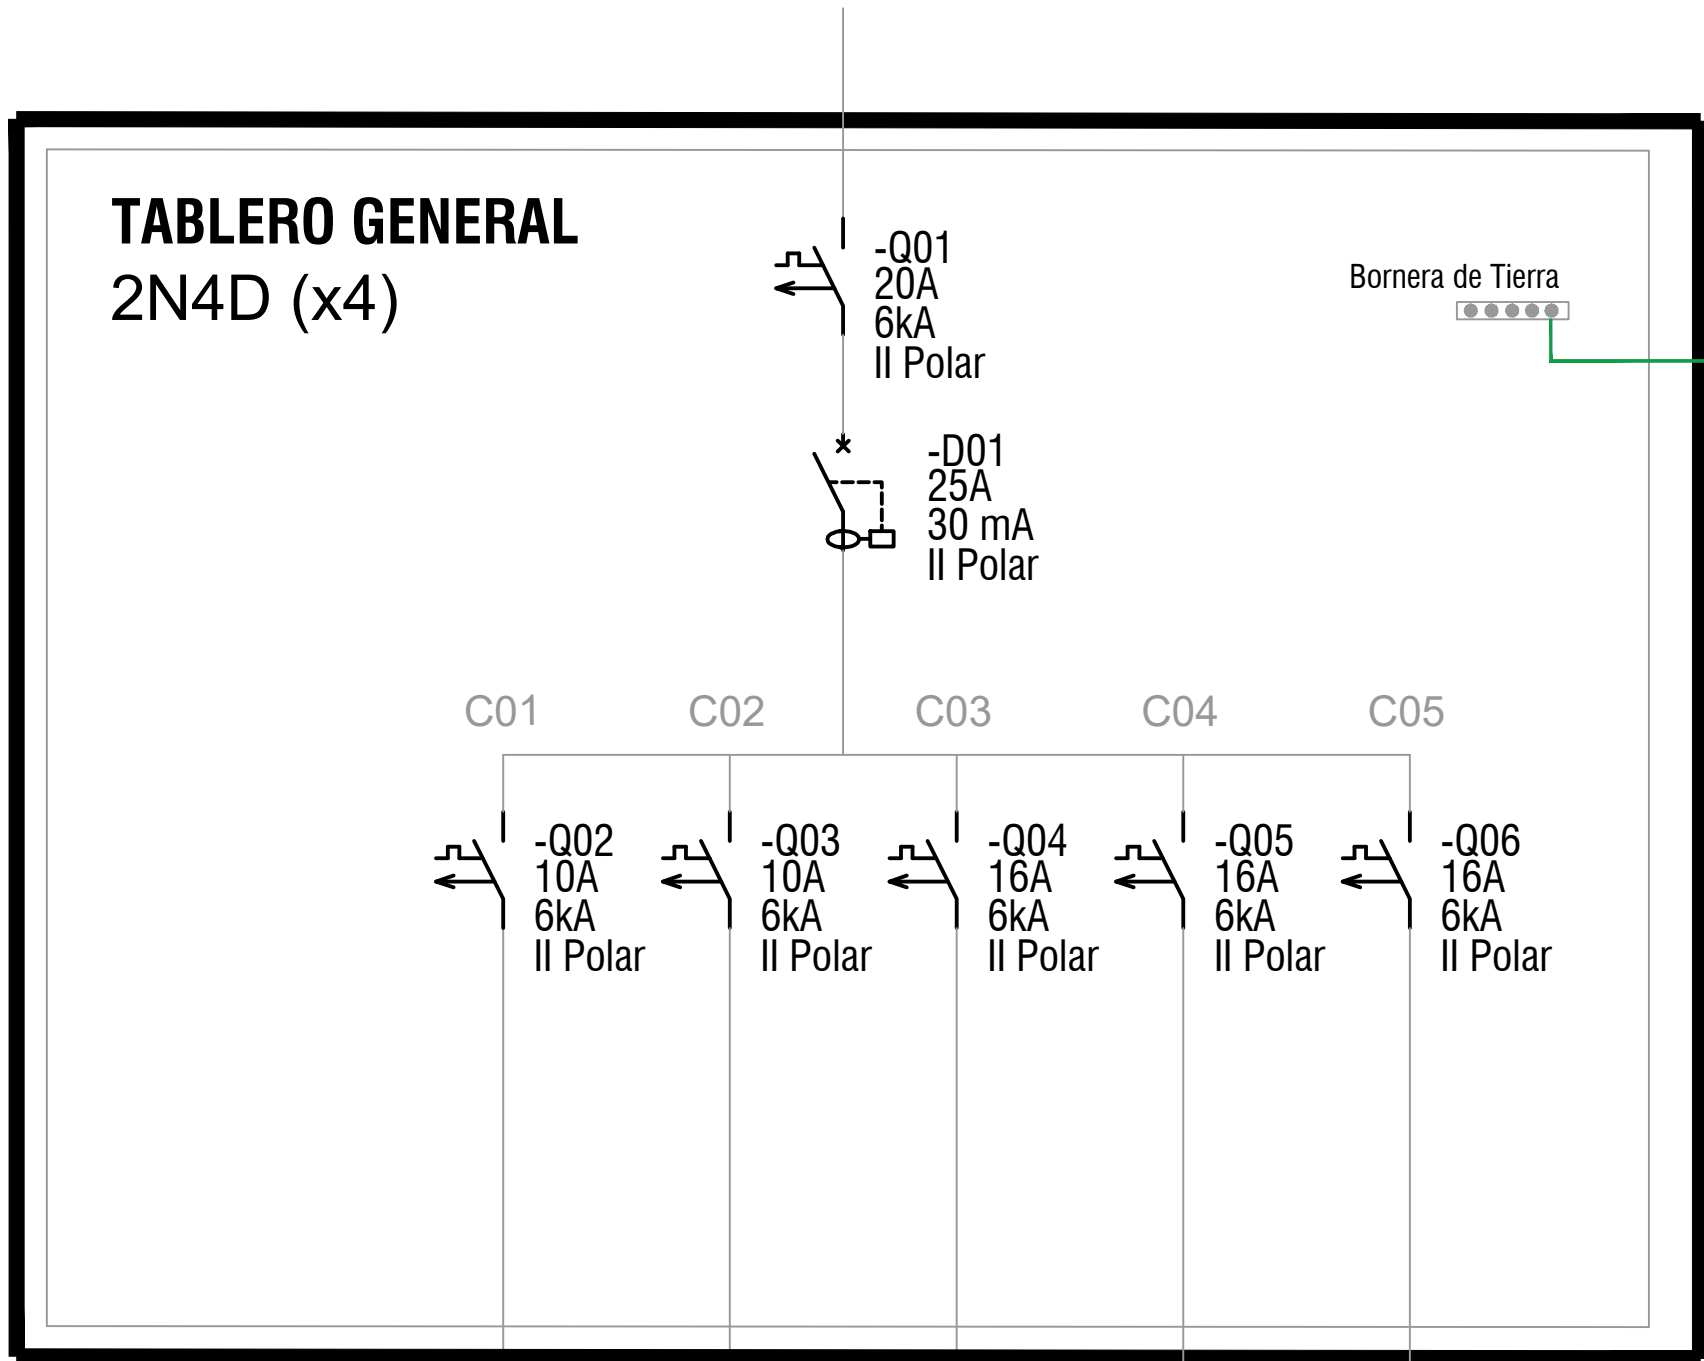 TABLERO GENERAL
2N4D (x4)
-Q01
20A
6kA
II Polar
Bornera de Tierra
-D01
25A
30 mA
II Polar
C01
C02
C03
C04
C05
-Q02
10A
6kA
II Polar
-Q03
10A
6kA
II Polar
-Q04
16A
6kA
II Polar
-Q05
16A
6kA
II Polar
-Q06
16A
6kA
II Polar